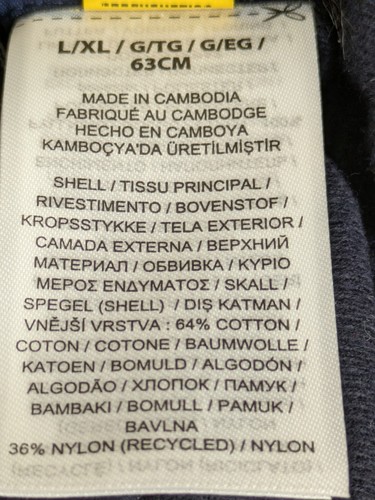 L/XL / G/TG / G/EG /
63CM
MADE IN CAMBODIA
FABRIQUÉ AU CAMBODGE
HECHO EN CAMBOYA
KAMBOÇYA'DA ÜRETİLMİŞTİR
SHELL / TISSU PRINCIPAL /
RIVESTIMENTO / BOVENSTOF /
KROPSSTYKKE / TELA EXTERIOR /
CAMADA EXTERNA / ВЕРХНИЙ
МАТЕРИАЛ / ОБВИВКА / ΚΥΡΙΟ
ΜΕΡΟΣ ΕΝΔΥΜΑΤΟΣ / SKALL /
SPEGEL (SHELL) / DIŞ KATMAN /
VNĚJŠÍ VRSTVA : 64% COTTON /
COTON / COTONE / BAUMWOLLE /
KATOEN / BOMULD / ALGODÓN /
ALGODÃO / ХЛОПОК / ПАМУК /
BAMBAKI / BOMULL / PAMUK /
BAVLNA
36% NYLON (RECYCLED) / NYLON